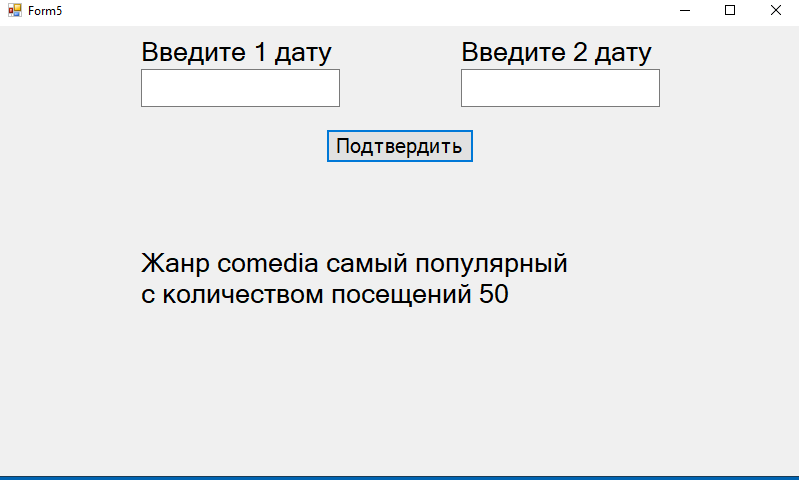 Form5
Введите 1 дату
Введите 2 дату
Подтвердить
Жанр comedia самый популярный
с количеством посещений 50